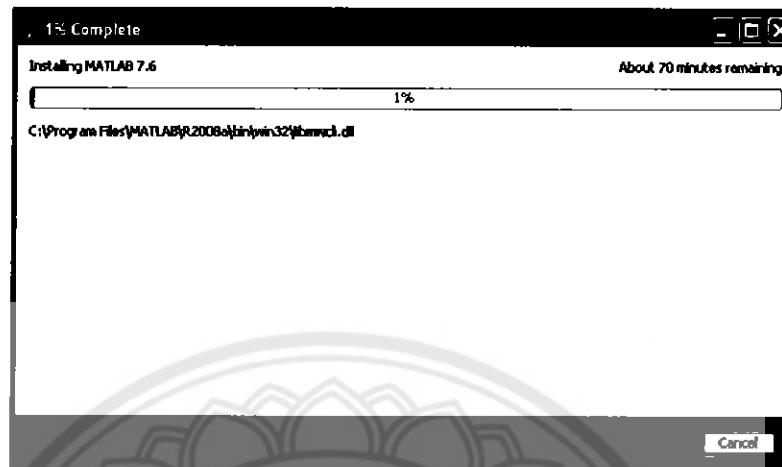 1% Complete
Installing MATLAB 7.6
About 70 minutes remaining
1%
Cancel